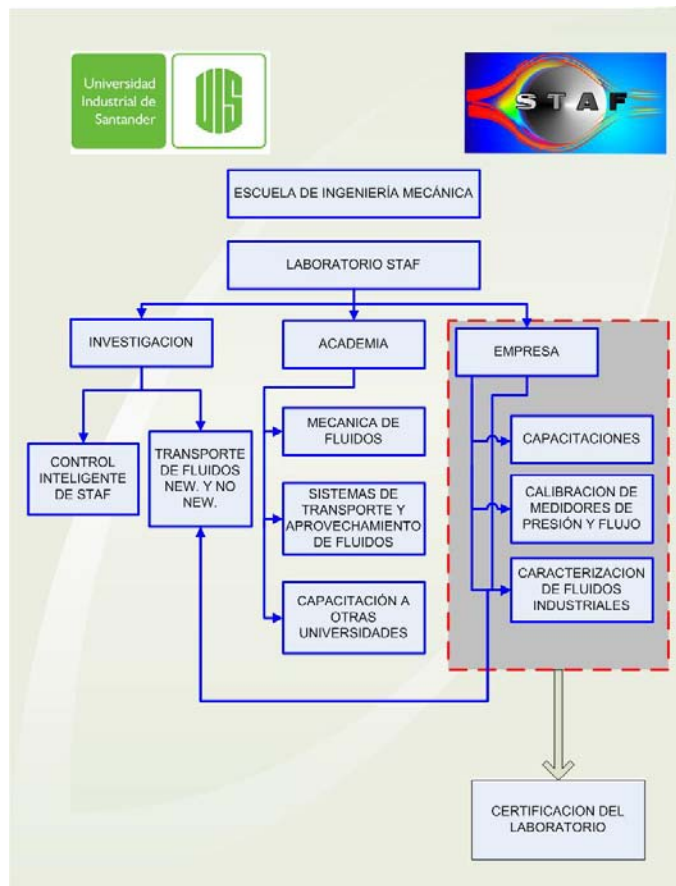 Universidad
Industrial de
Santander
UIS
STAF
ESCUELA DE INGENIERÍA MECÁNICA
LABORATORIO STAF
INVESTIGACION
ACADEMIA
EMPRESA
CONTROL
INTELIGENTE
DE STAF
TRANSPORTE
DE FLUIDOS
NEW. Y NO
NEW.
MECANICA DE
FLUIDOS
SISTEMAS DE
TRANSPORTE Y
APROVECHAMIENTO
DE FLUIDOS
CAPACITACIÓN A
OTRAS
UNIVERSIDADES
CAPACITACIONES
CALIBRACION DE
MEDIDORES DE
PRESIÓN Y FLUJO
CARACTERIZACION
DE FLUIDOS
INDUSTRIALES
CERTIFICACION DEL
LABORATORIO